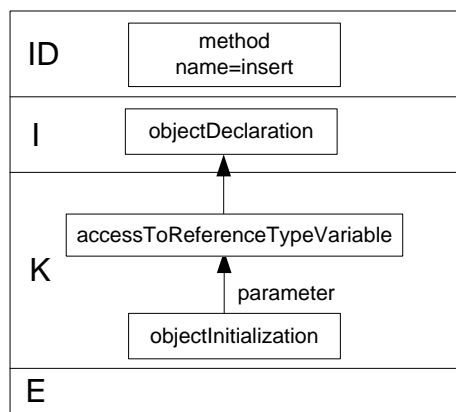 ID
method
name=insert
I
objectDeclaration
accessToReferenceTypeVariable
K
parameter
objectInitialization
E